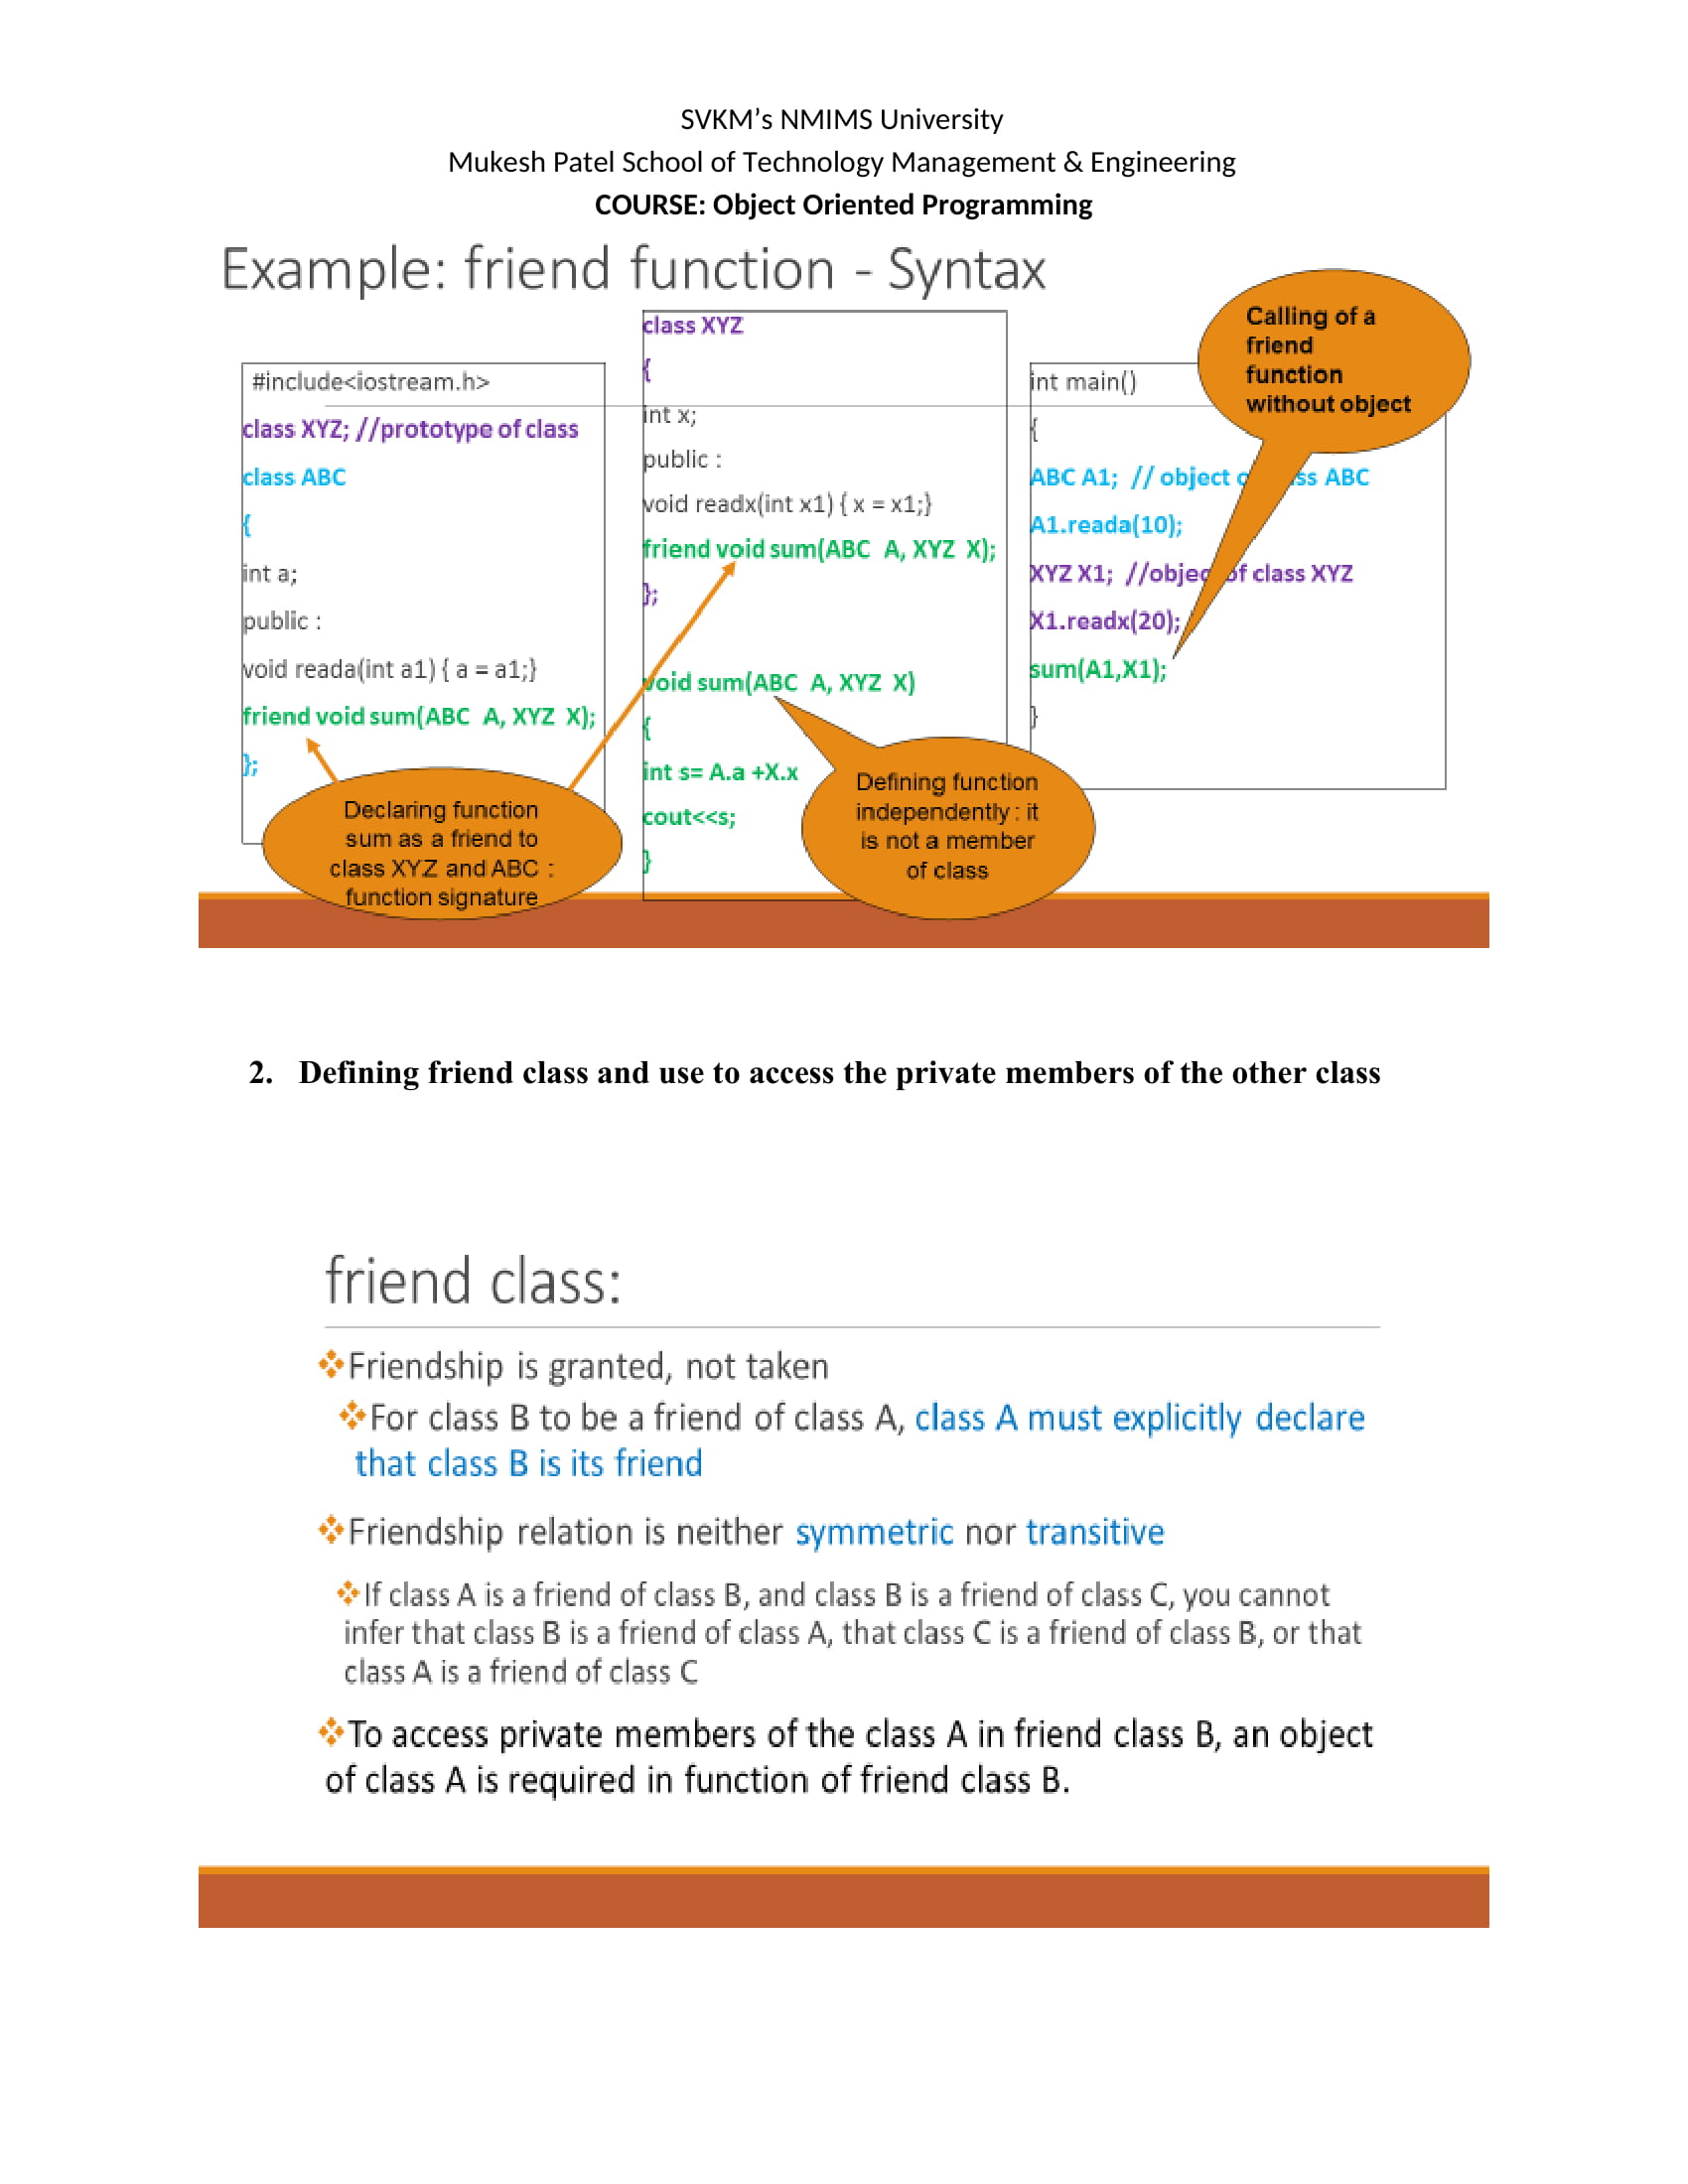 SVKM’s NMIMS University
Mukesh Patel School of Technology Management & Engineering
COURSE: Object Oriented Programming
Example: friend function - Syntax
#include<iostream.h>
class XYZ; //prototype of class
class ABC
{
int a;
public :
void reada(int a1) { a = a1;}
friend void sum(ABC  A, XYZ  X);
};
Declaring function
sum as a friend to
class XYZ and ABC :
function signature
class XYZ
{
int x;
public :
void readx(int x1) { x = x1;}
friend void sum(ABC  A, XYZ  X);
};
void sum(ABC  A, XYZ  X)
{
int s= A.a +X.x
cout<<s;
}
Defining function
independently : it
is not a member
of class
Calling of a
friend
function
without object
int main()
{
ABC A1;  // object o ss ABC
A1.reada(10);
XYZ X1;  //objec of class XYZ
X1.readx(20);
sum(A1,X1);
}
2. Defining friend class and use to access the private members of the other class
friend class:
❖Friendship is granted, not taken
❖For class B to be a friend of class A, class A must explicitly declare
that class B is its friend
❖Friendship relation is neither symmetric nor transitive
❖If class A is a friend of class B, and class B is a friend of class C, you cannot
infer that class B is a friend of class A, that class C is a friend of class B, or that
class A is a friend of class C
❖To access private members of the class A in friend class B, an object
of class A is required in function of friend class B.